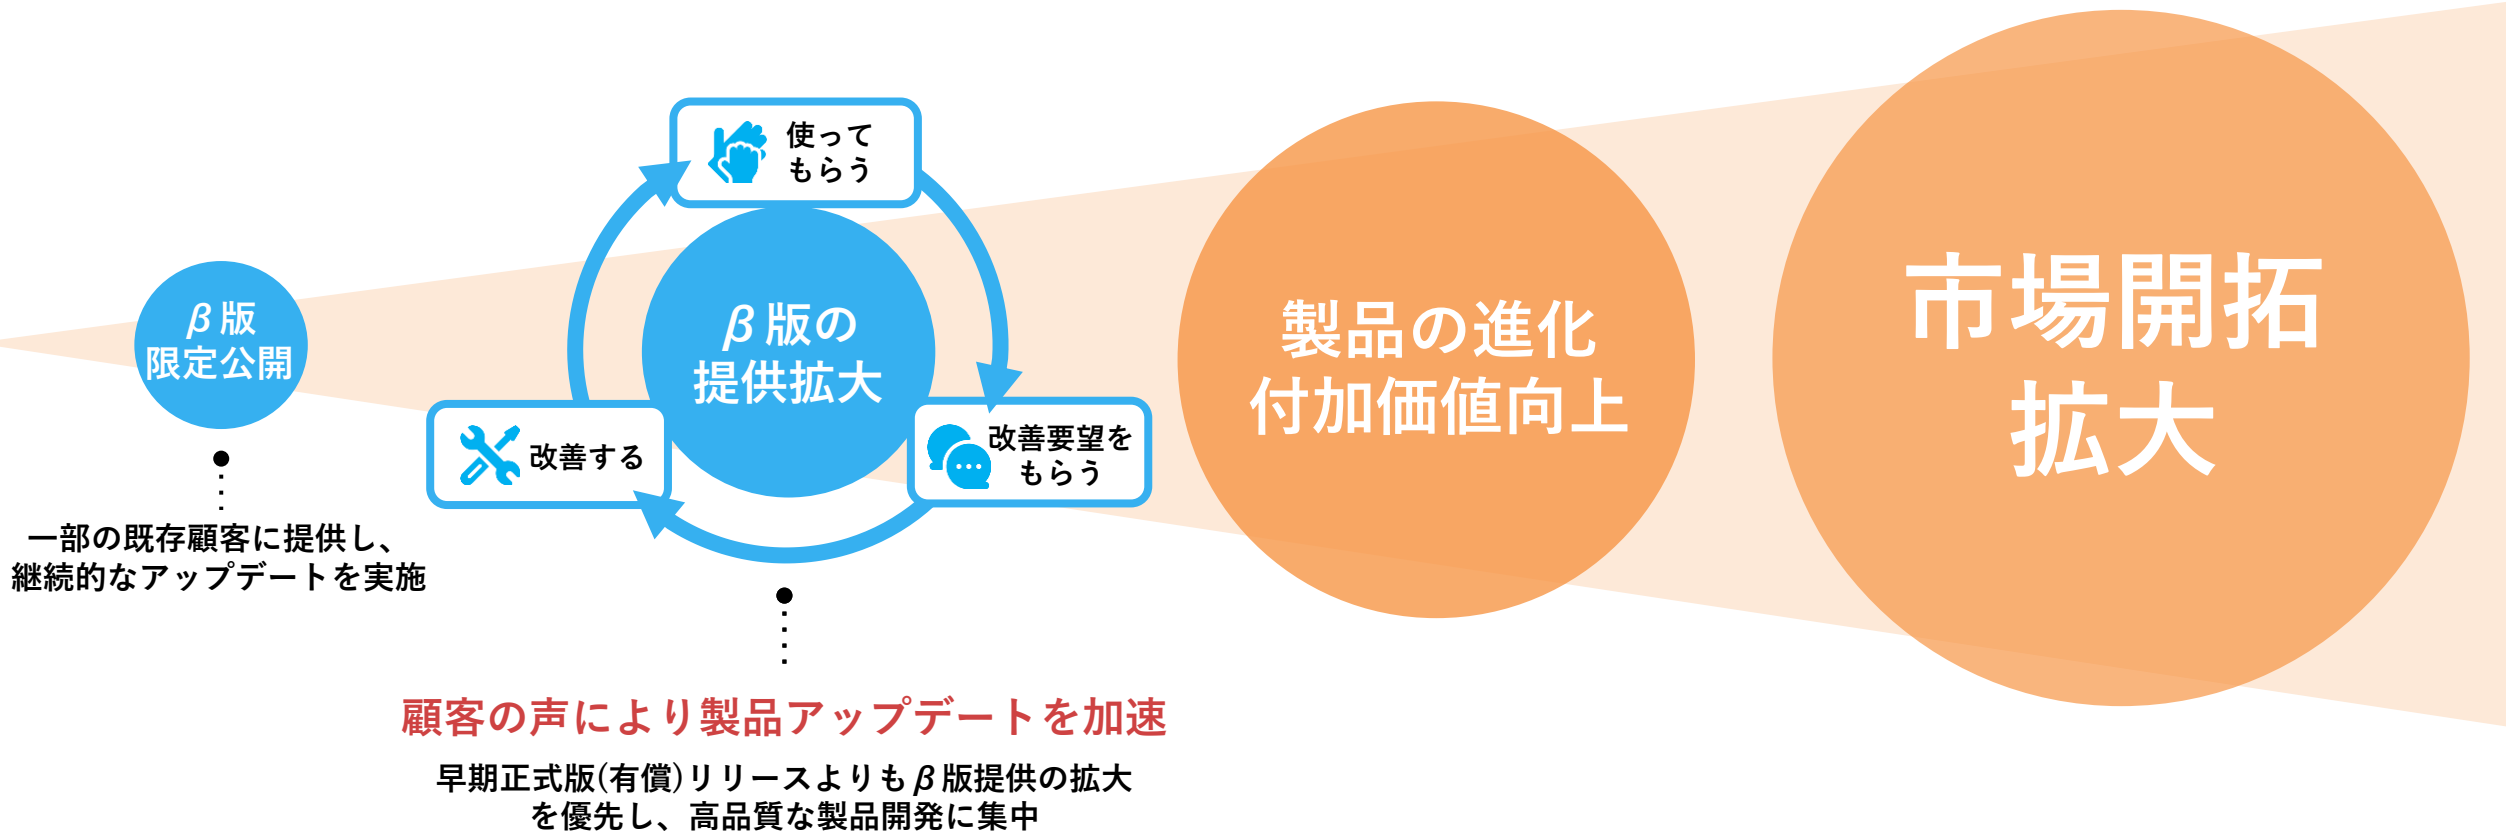 β版
限定公開
一部の既存顧客に提供し、
継続的なアップデートを実施
使って
もらう
β版の
提供拡大
改善する
改善要望を
もらう
顧客の声により製品アップデートを加速
早期正式版(有償)リリースよりもβ版提供の拡大
を優先し、高品質な製品開発に集中
製品の進化
付加価値向上
市場開拓
拡大